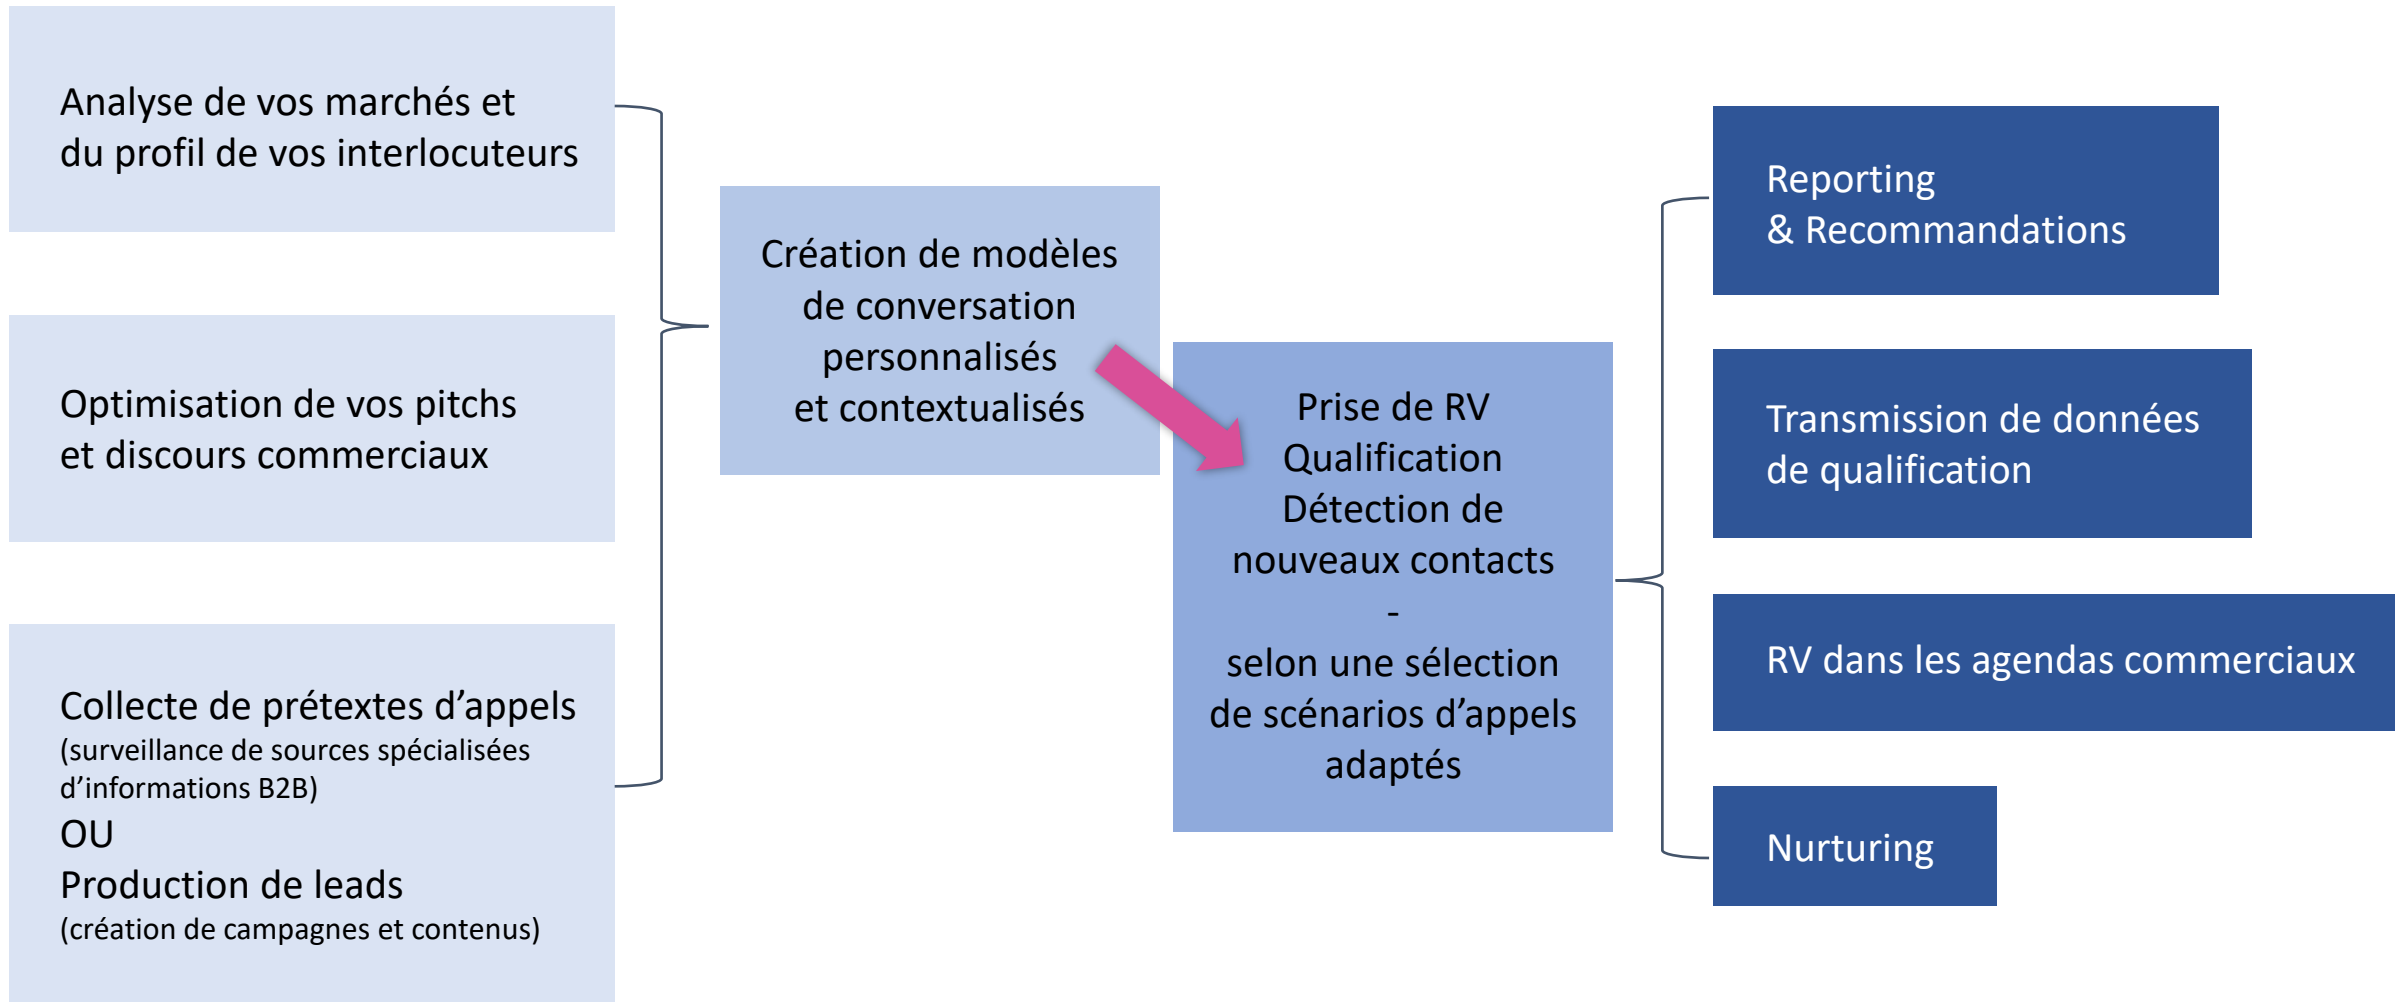 Analyse de vos marchés et
du profil de vos interlocuteurs
Optimisation de vos pitchs
et discours commerciaux
Collecte de prétextes d’appels
(surveillance de sources spécialisées
d’informations B2B)
OU
Production de leads
(création de campagnes et contenus)
Création de modèles
de conversation
personnalisés
et contextualisés
Prise de RV
Qualification
Détection de
nouveaux contacts
-
selon une sélection
de scénarios d’appels
adaptés
Reporting
& Recommandations
Transmission de données
de qualification
RV dans les agendas commerciaux
Nurturing